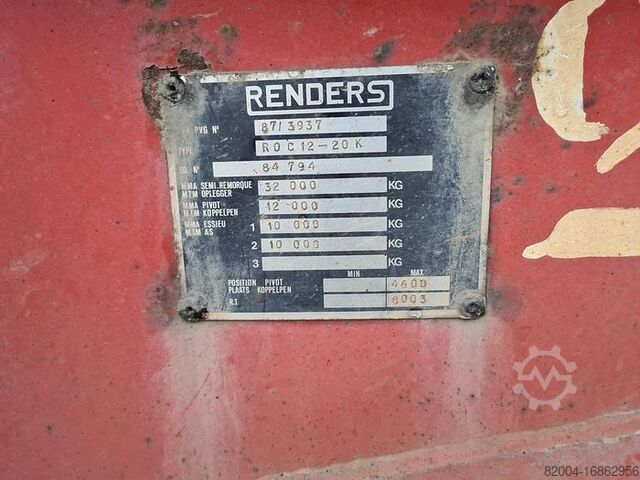 RENDERS
PVG N° 87/3937
TYPE ROC12-20K
ID N° 84 794
MMA SEMI.REMORQUE 32 000 KG
MTM OPLEGGER
MMA PIVOT 12 000 KG
MTM KOPPELPEN
MMA ESSIEU 1 10 000 KG
MTM AS
2 10 000 KG
3 KG
MIN MAX
POSITION PIVOT 4600
PLAATS KOPPELPEN
R.T. 8003
82004-16862956